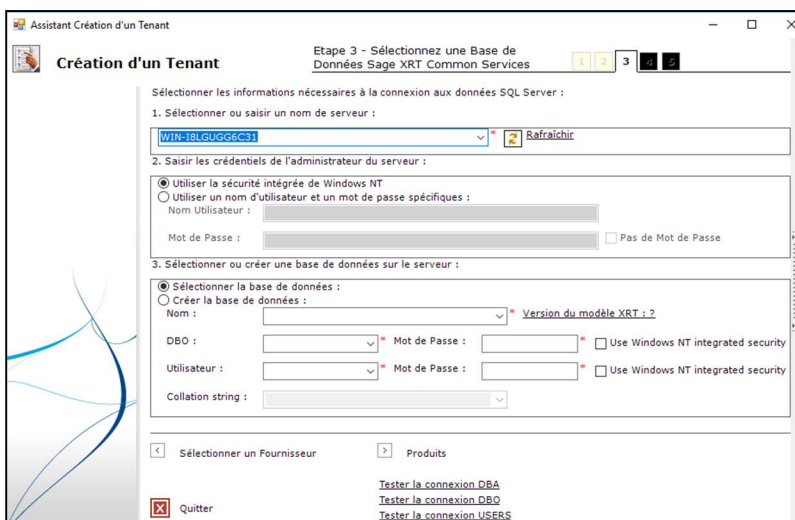 Assistant Création d'un Tenant
Création d'un Tenant
Etape 3 - Sélectionnez une Base de
Données Sage XRT Common Services
1 2 3 4 5
Sélectionner les informations nécessaires à la connexion aux données SQL Server :
1. Sélectionner ou saisir un nom de serveur :
WIN-I8LGUGG6C31 * Rafraîchir
2. Saisir les crédentiels de l'administrateur du serveur :
Utiliser la sécurité intégrée de Windows NT
Utiliser un nom d'utilisateur et un mot de passe spécifiques :
Nom Utilisateur :
Mot de Passe : Pas de Mot de Passe
3. Sélectionner ou créer une base de données sur le serveur :
Sélectionner la base de données :
Créer la base de données :
Nom : * Version du modèle XRT : ?
DBO : * Mot de Passe : * Use Windows NT integrated security
Utilisateur : * Mot de Passe : * Use Windows NT integrated security
Collation string :
< Sélectionner un Fournisseur > Produits
Tester la connexion DBA
Tester la connexion DBO
X Quitter
Tester la connexion USERS